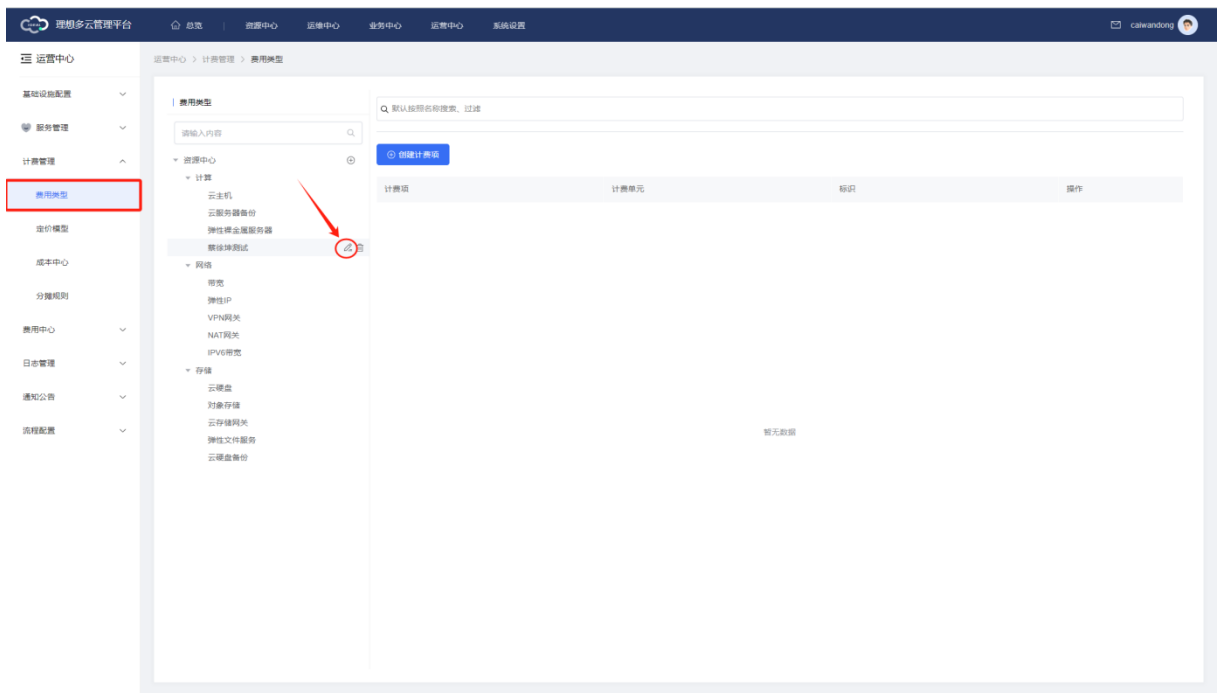 理想多云管理平台 总览 | 资源中心 运维中心 业务中心 运营中心 系统设置 caiwandong
运营中心
运营中心 > 计费管理 > 费用类型
基础设施配置
服务管理
计费管理
费用类型
定价模型
成本中心
分摊规则
费用中心
日志管理
通知公告
流程配置
费用类型
请输入内容
资源中心
计算
云主机
云服务器备份
弹性裸金属服务器
蔡徐坤测试
网络
带宽
弹性IP
VPN网关
NAT网关
IPV6带宽
存储
云硬盘
对象存储
云存储网关
弹性文件服务
云硬盘备份
默认按照名称搜索、过滤
创建计费项
计费项 计费单元 标识 操作
暂无数据